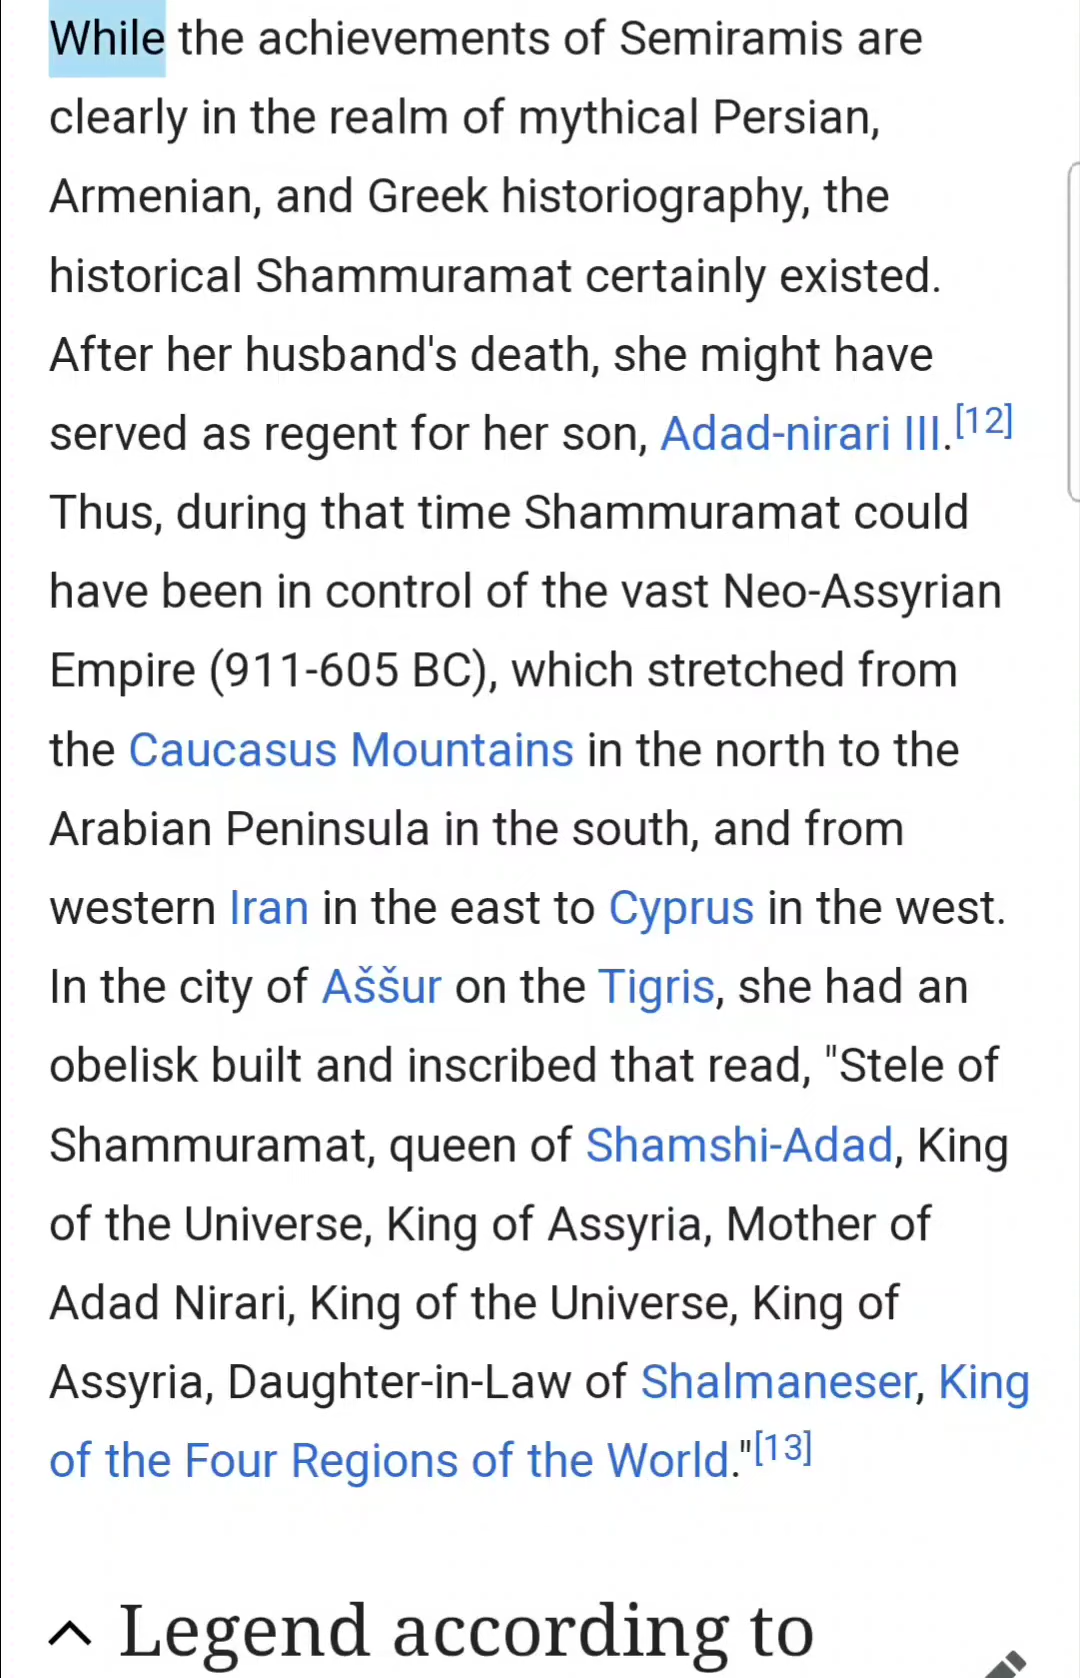 While the achievements of Semiramis are
clearly in the realm of mythical Persian,
Armenian, and Greek historiography, the
historical Shammuramat certainly existed.
After her husband's death, she might have
served as regent for her son, Adad-nirari III.[12]
Thus, during that time Shammuramat could
have been in control of the vast Neo-Assyrian
Empire (911-605 BC), which stretched from
the Caucasus Mountains in the north to the
Arabian Peninsula in the south, and from
western Iran in the east to Cyprus in the west.
In the city of Aššur on the Tigris, she had an
obelisk built and inscribed that read, "Stele of
Shammuramat, queen of Shamshi-Adad, King
of the Universe, King of Assyria, Mother of
Adad Nirari, King of the Universe, King of
Assyria, Daughter-in-Law of Shalmaneser, King
of the Four Regions of the World."[13]
Legend according to